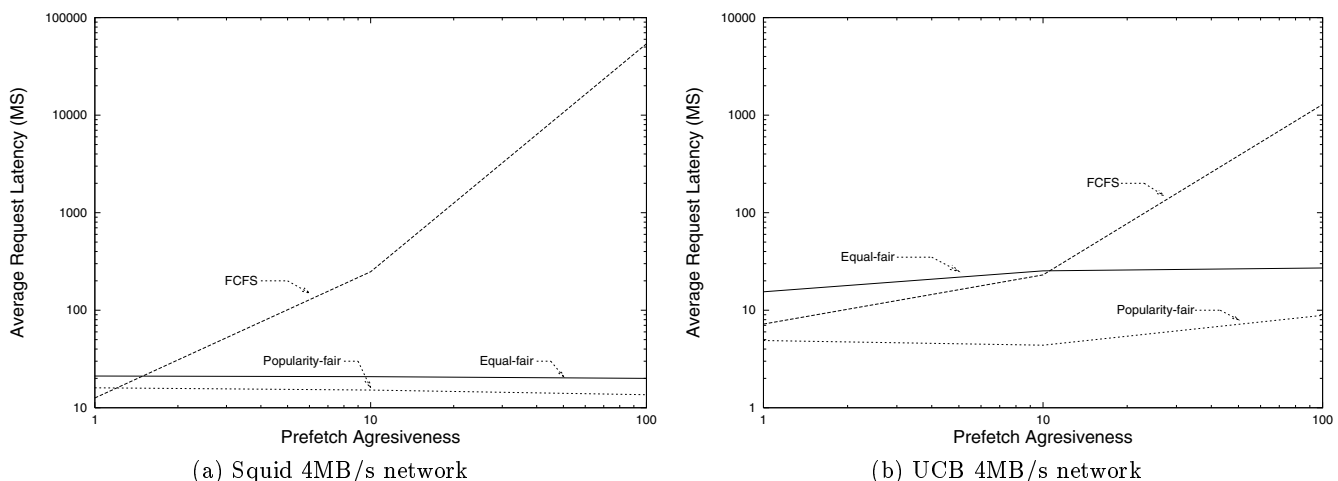 100000
10000
1000
100
10
1
10
100
Average Request Latency (MS)
Prefetch Agresiveness
FCFS
Popularity-fair
Equal-fair
(a) Squid 4MB/s network
10000
1000
100
10
1
1
10
100
Average Request Latency (MS)
Prefetch Agresiveness
FCFS
Equal-fair
Popularity-fair
(b) UCB 4MB/s network